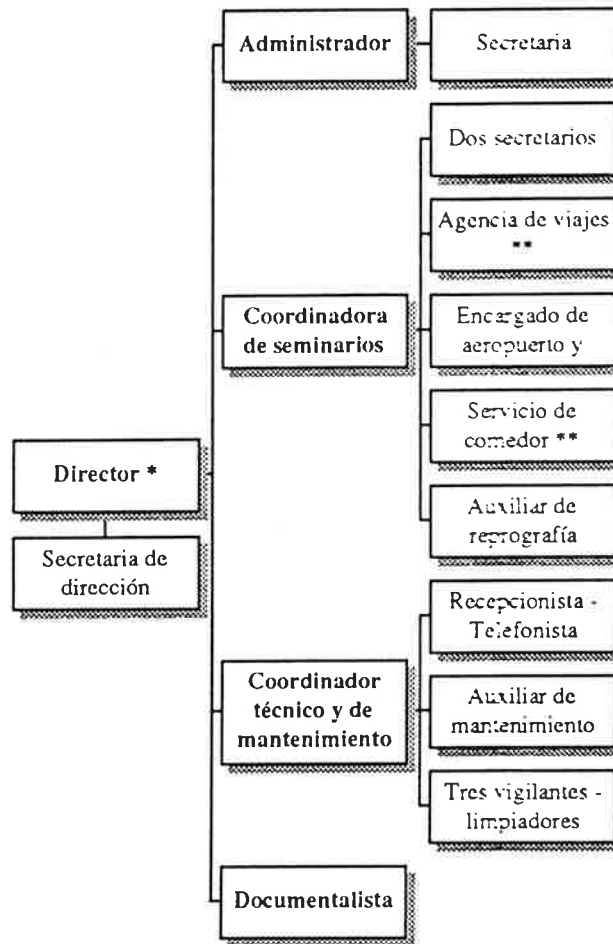 Administrador
Secretaria
Dos secretarios
Agencia de viajes
**
Coordinadora
de seminarios
Encargado de
aeropuerto y
Servicio de
comedor **
Director *
Auxiliar de
reprografía
Secretaria de
dirección
Recepcionista -
Telefonista
Coordinador
técnico y de
mantenimiento
Auxiliar de
mantenimiento
Tres vigilantes -
limpiadores
Documentalista